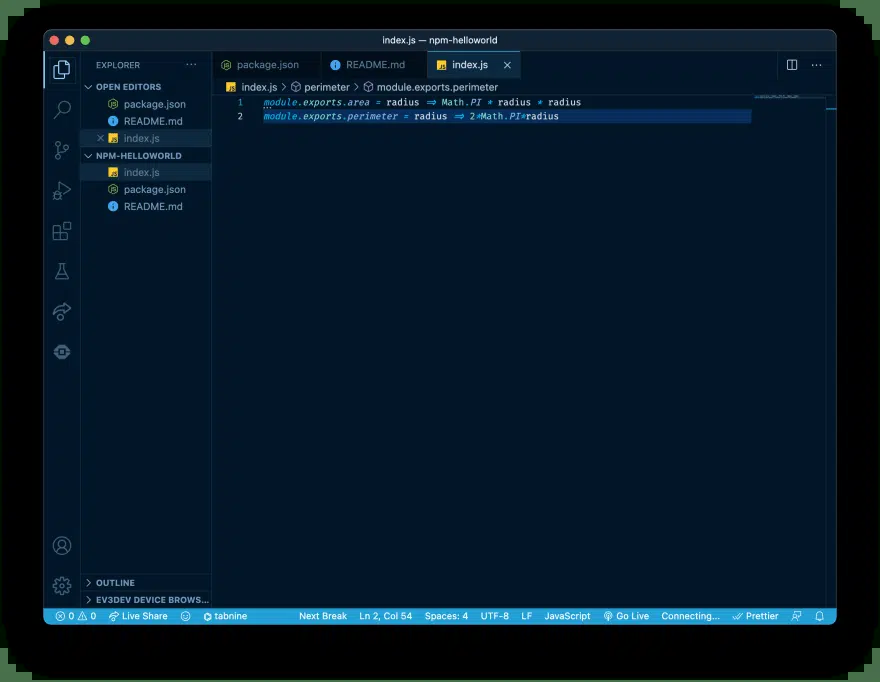 index.js — npm-helloworld
EXPLORER
package.json
README.md
index.js
OPEN EDITORS
package.json
README.md
index.js
NPM-HELLOWORLD
index.js
package.json
README.md
index.js > perimeter > module.exports.perimeter
1 module.exports.area = radius => Math.PI * radius * radius
2 module.exports.perimeter = radius => 2*Math.PI*radius
OUTLINE
EV3DEV DEVICE BROWS...
0 0 Live Share tabnine Next Break Ln 2, Col 54 Spaces: 4 UTF-8 LF JavaScript Go Live Connecting... Prettier